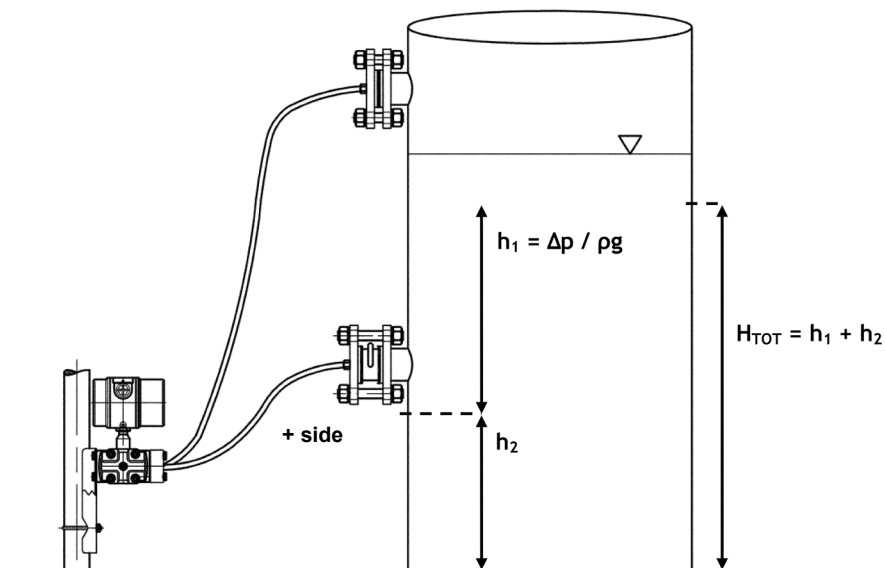 h₁ = Δp / ρg
H_TOT = h₁ + h₂
+ side
h₂